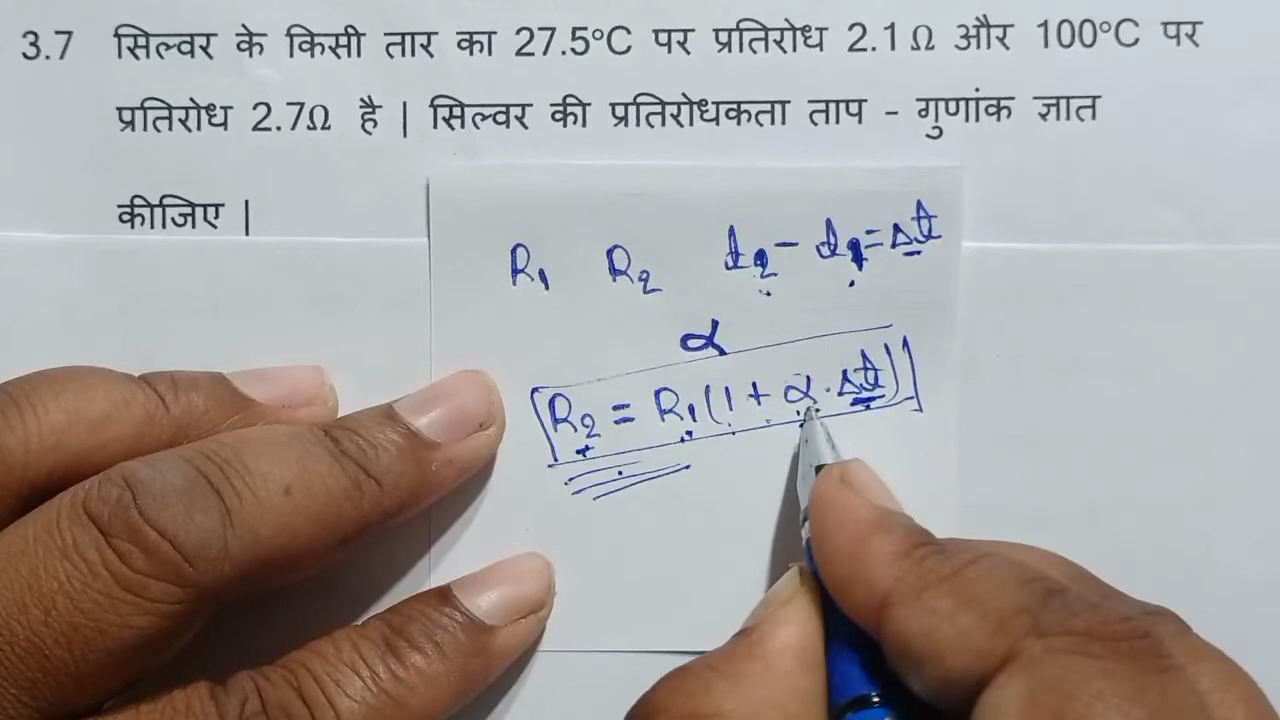 3.7 सिल्वर के किसी तार का 27.5°C पर प्रतिरोध 2.1Ω और 100°C पर
प्रतिरोध 2.7Ω है | सिल्वर की प्रतिरोधकता ताप - गुणांक ज्ञात
कीजिए |
R₁ R₂ t₂ - t₁ = Δt
α
R₂ = R₁(1 + α·Δt)